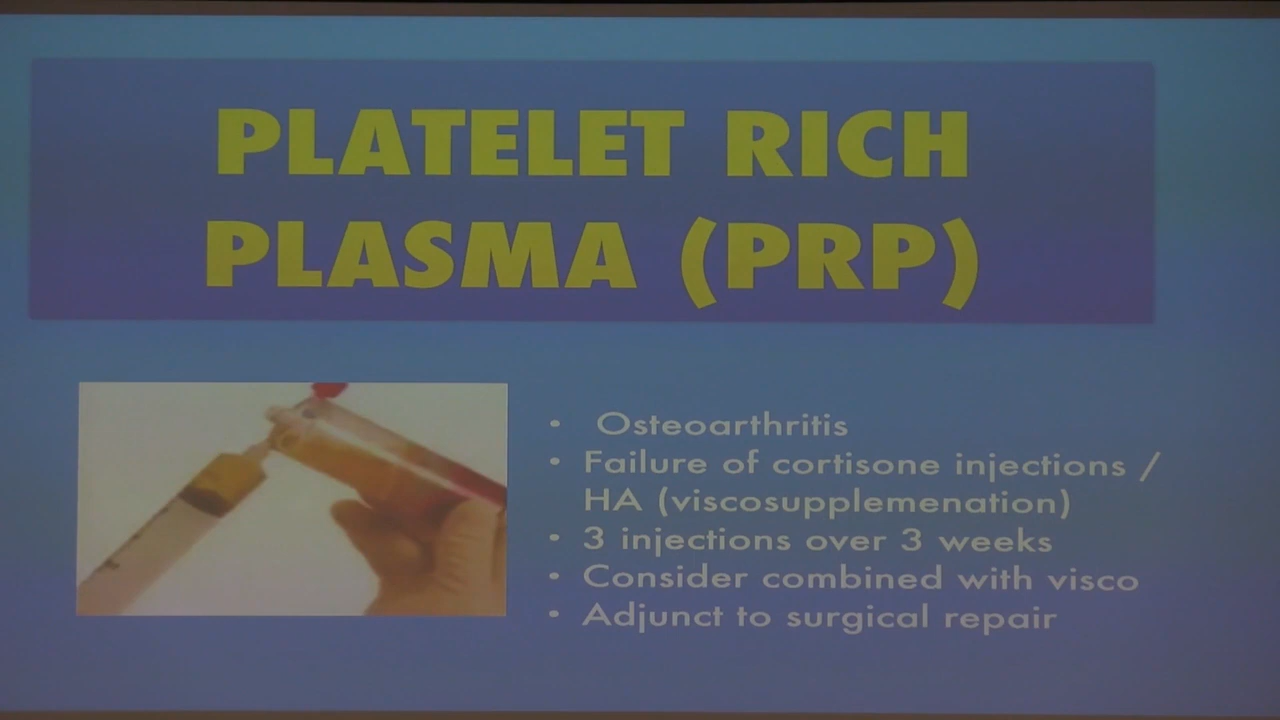 PLATELET RICH
PLASMA (PRP)
• Osteoarthritis
• Failure of cortisone injections /
HA (viscosupplemenation)
• 3 injections over 3 weeks
• Consider combined with visco
• Adjunct to surgical repair